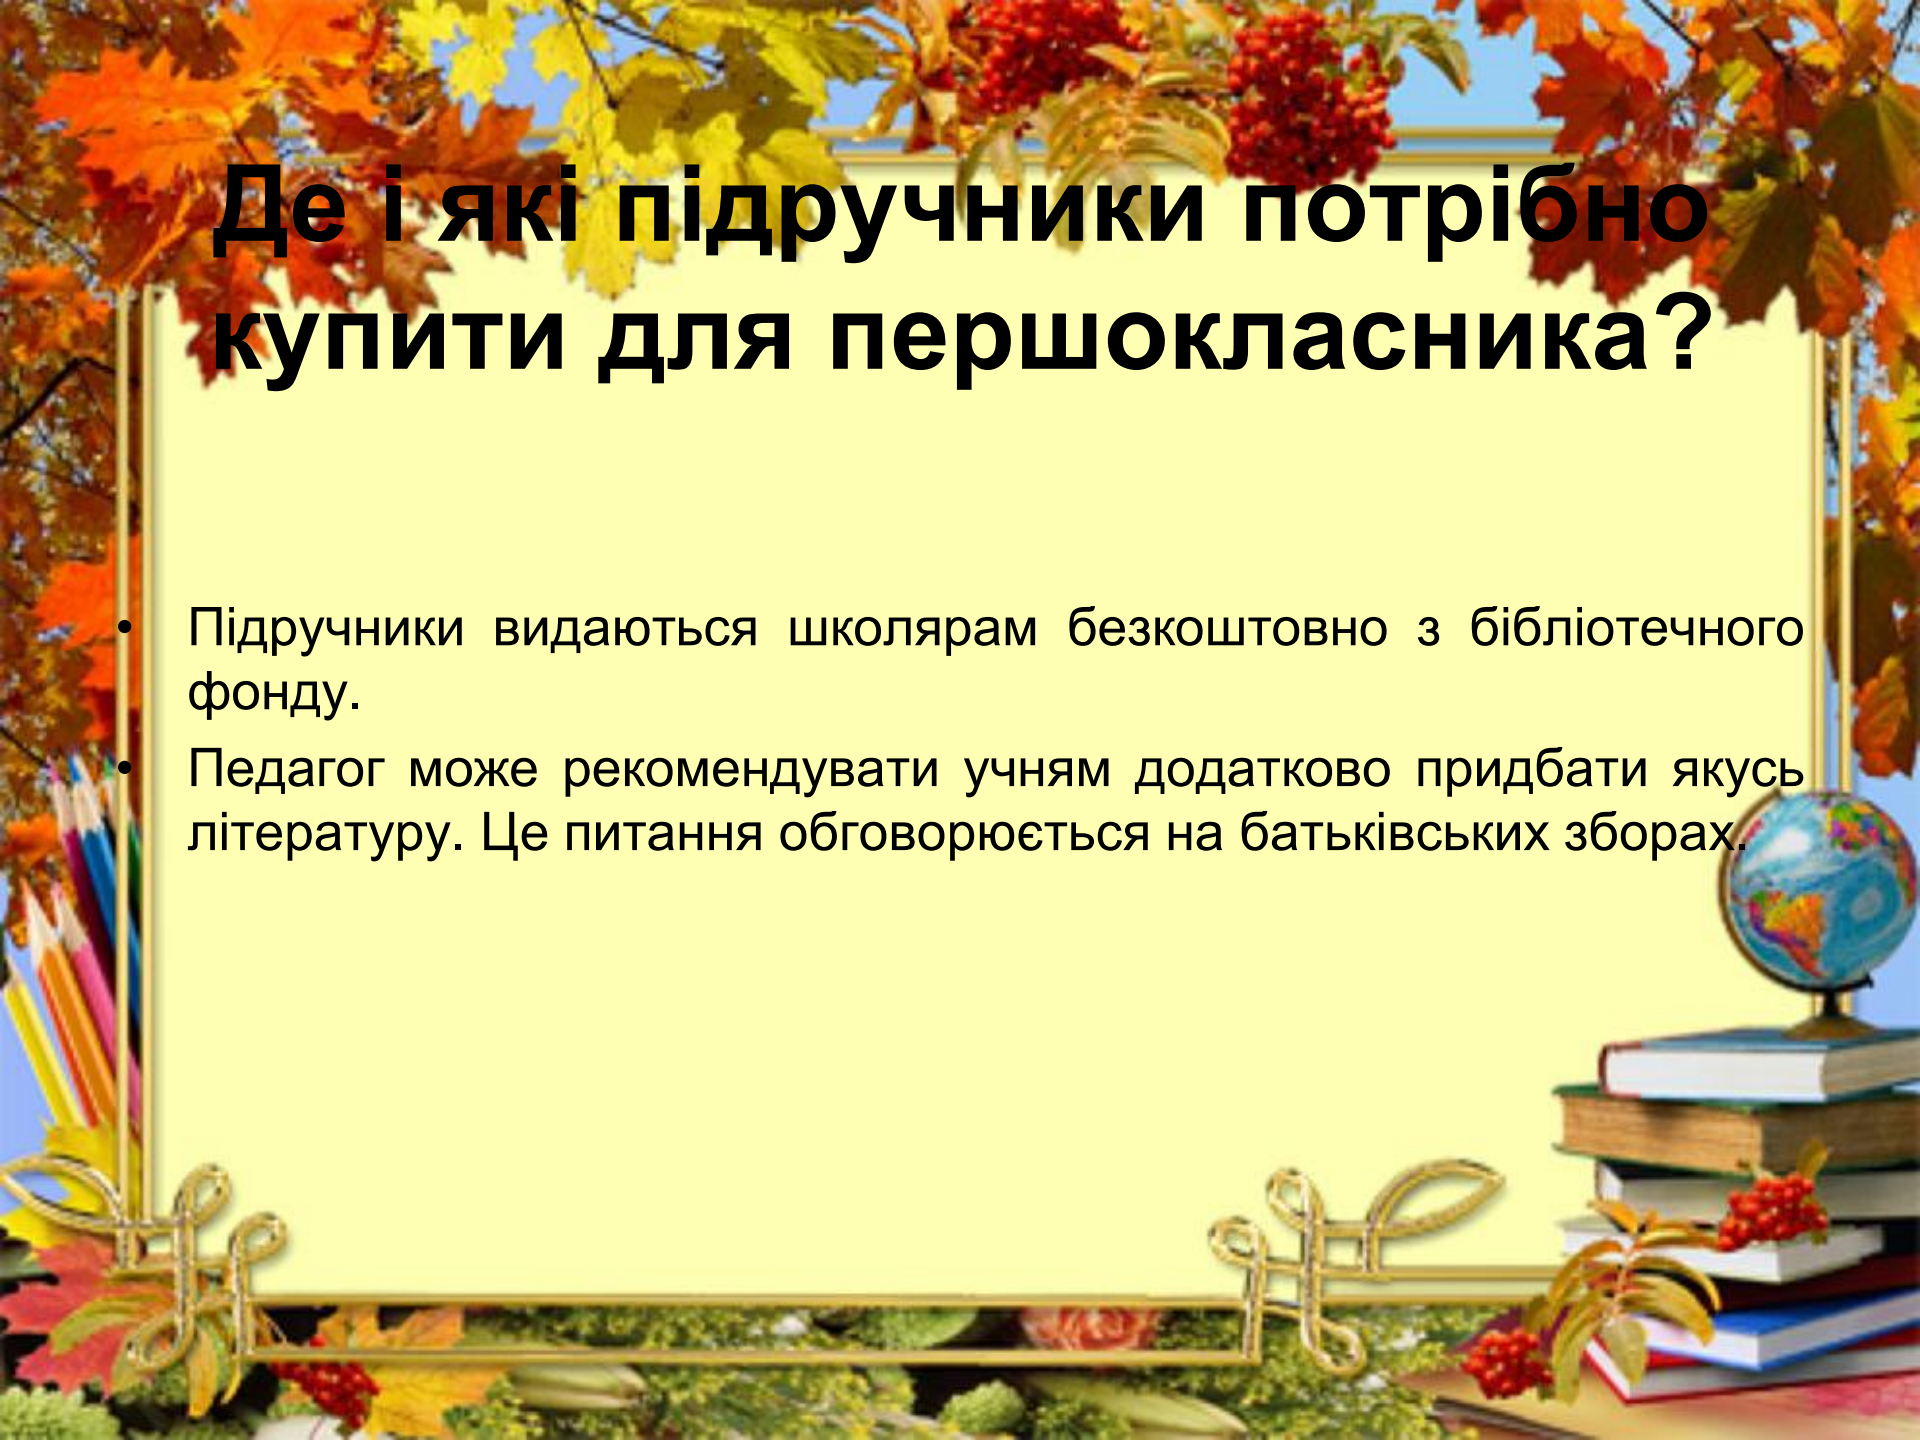 Де і які підручники потрібно
купити для першокласника?
• Підручники видаються школярам безкоштовно з бібліотечного
фонду.
• Педагог може рекомендувати учням додатково придбати якусь
літературу. Це питання обговорюється на батьківських зборах.